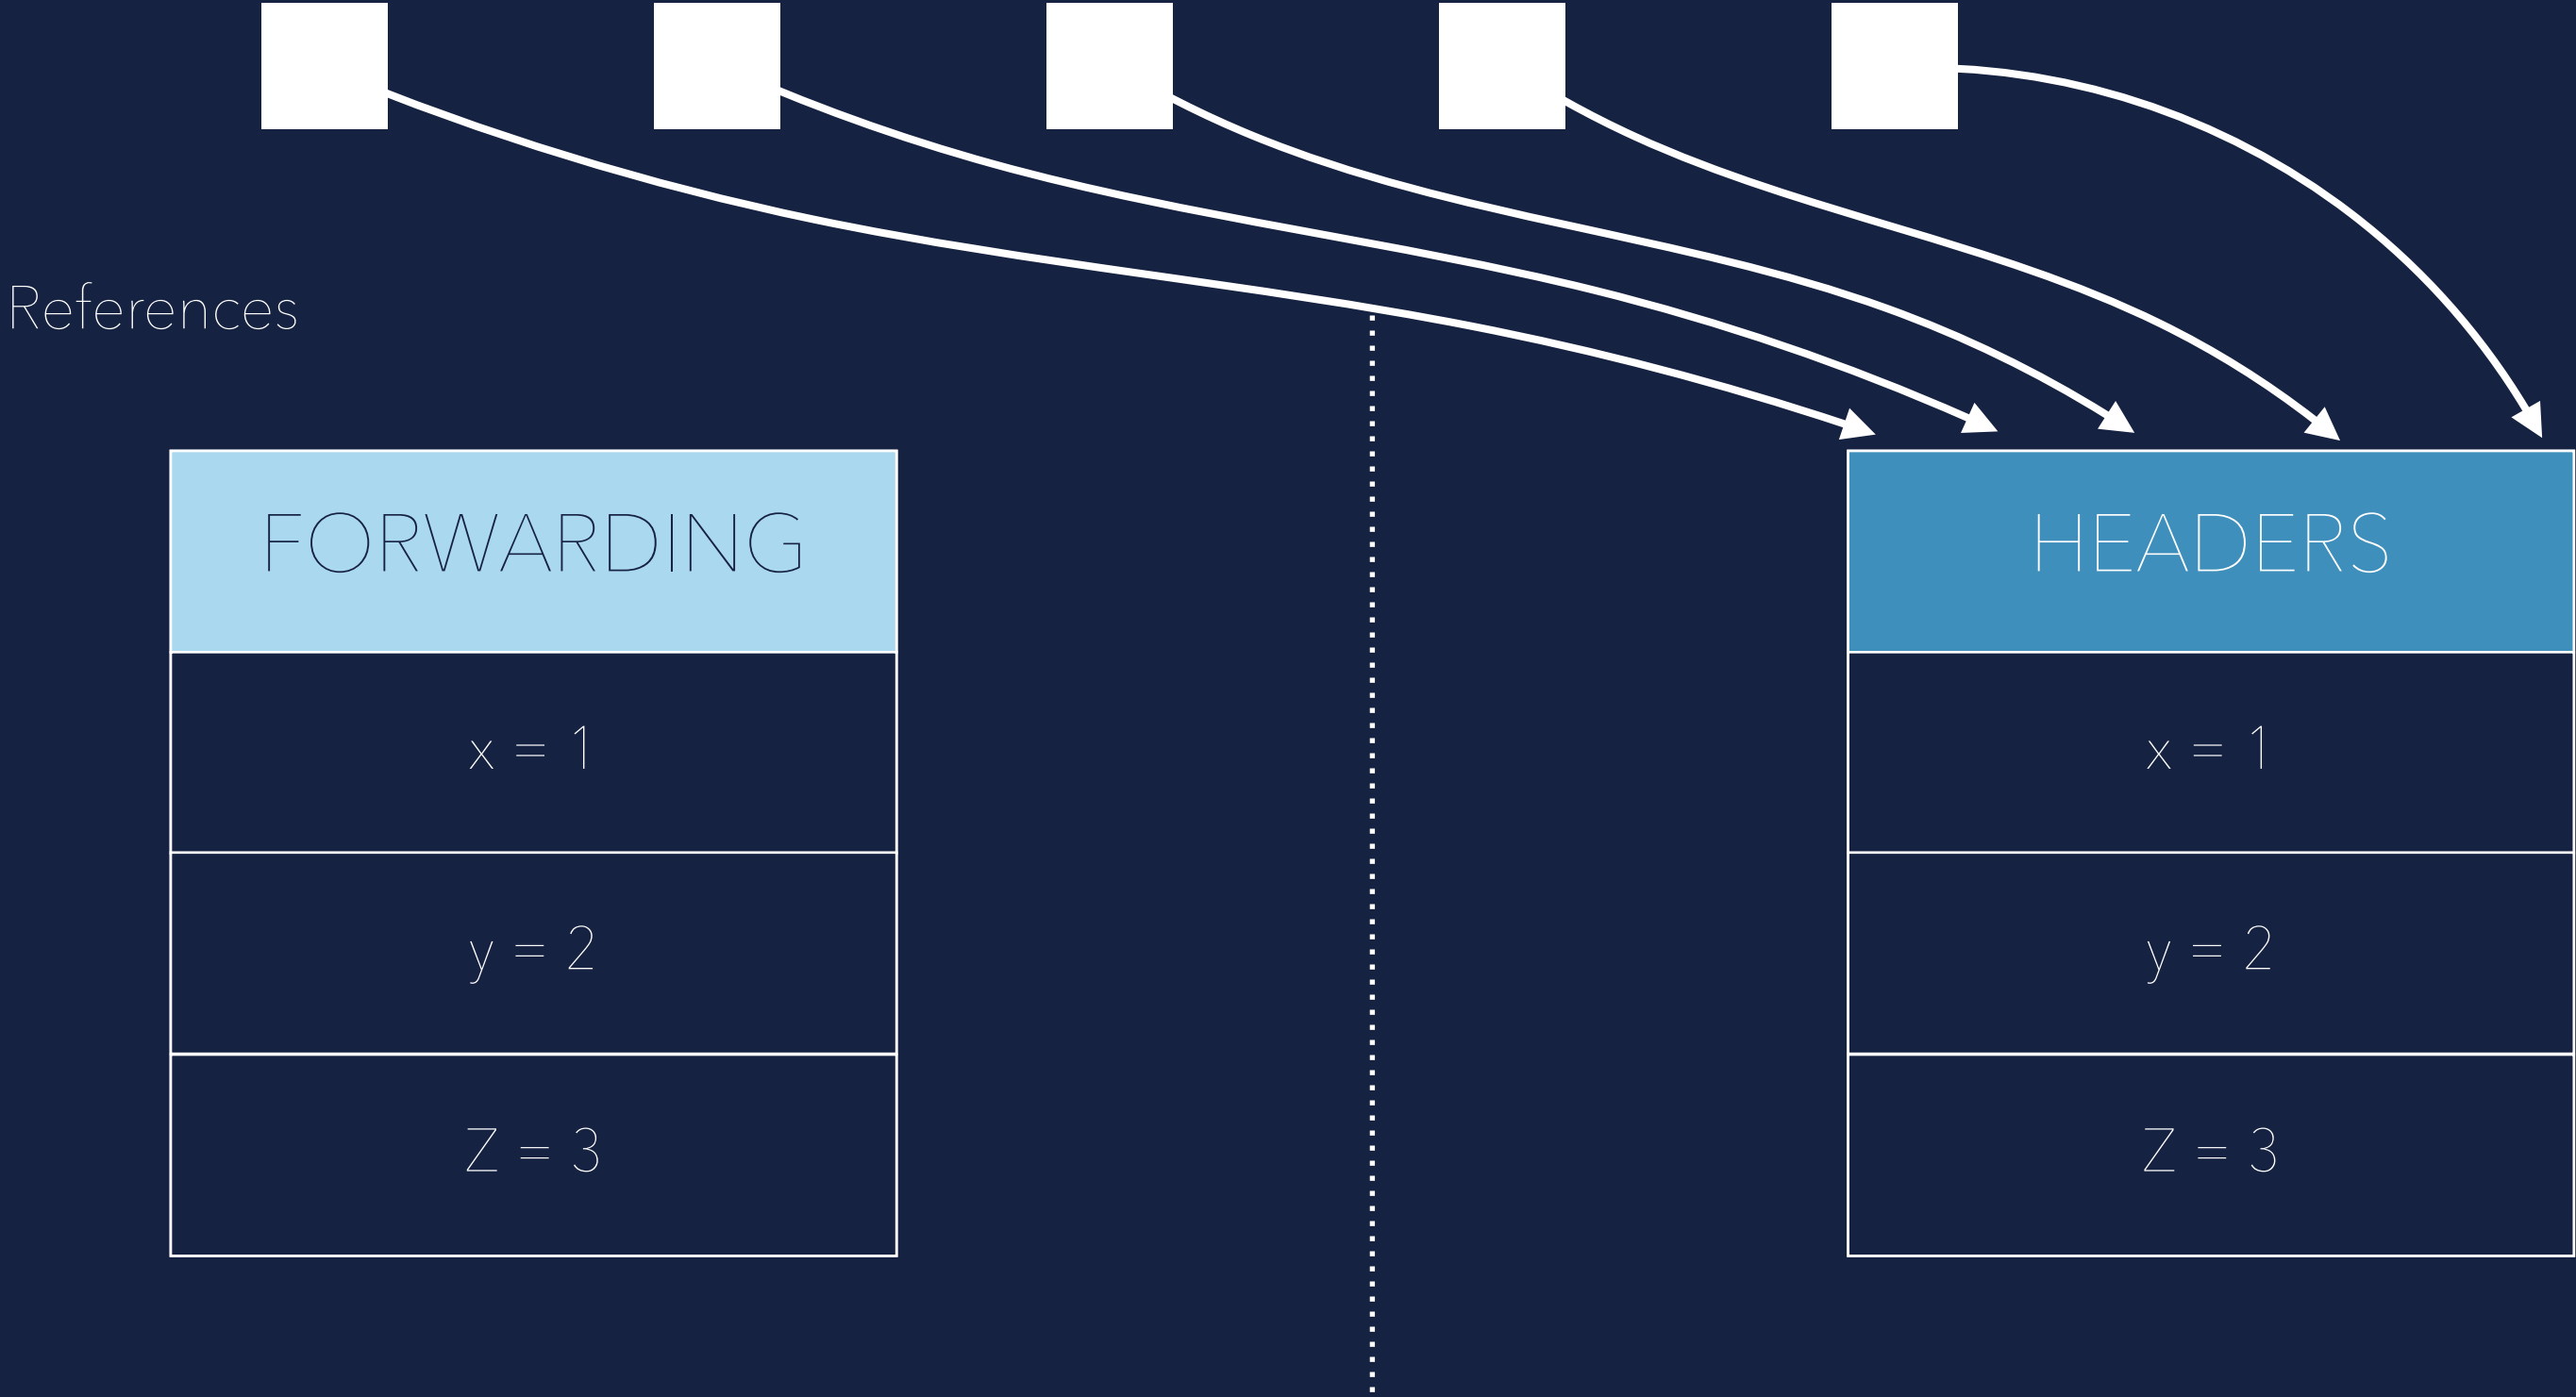 References
FORWARDING
x = 1
y = 2
Z = 3
HEADERS
x = 1
y = 2
Z = 3